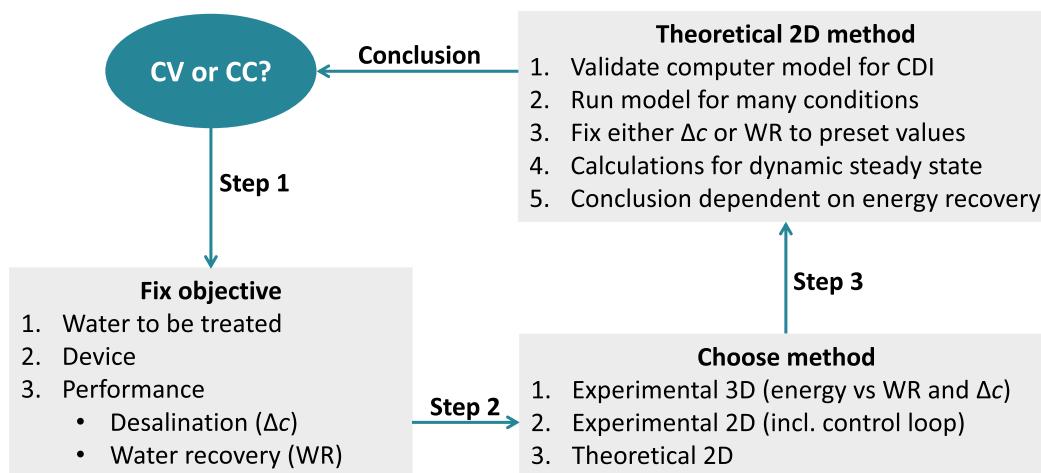 CV or CC?
Step 1
Fix objective
1. Water to be treated
2. Device
3. Performance
• Desalination (Δc)
• Water recovery (WR)
Step 2
Choose method
1. Experimental 3D (energy vs WR and Δc)
2. Experimental 2D (incl. control loop)
3. Theoretical 2D
Step 3
Theoretical 2D method
1. Validate computer model for CDI
2. Run model for many conditions
3. Fix either Δc or WR to preset values
4. Calculations for dynamic steady state
5. Conclusion dependent on energy recovery
Conclusion